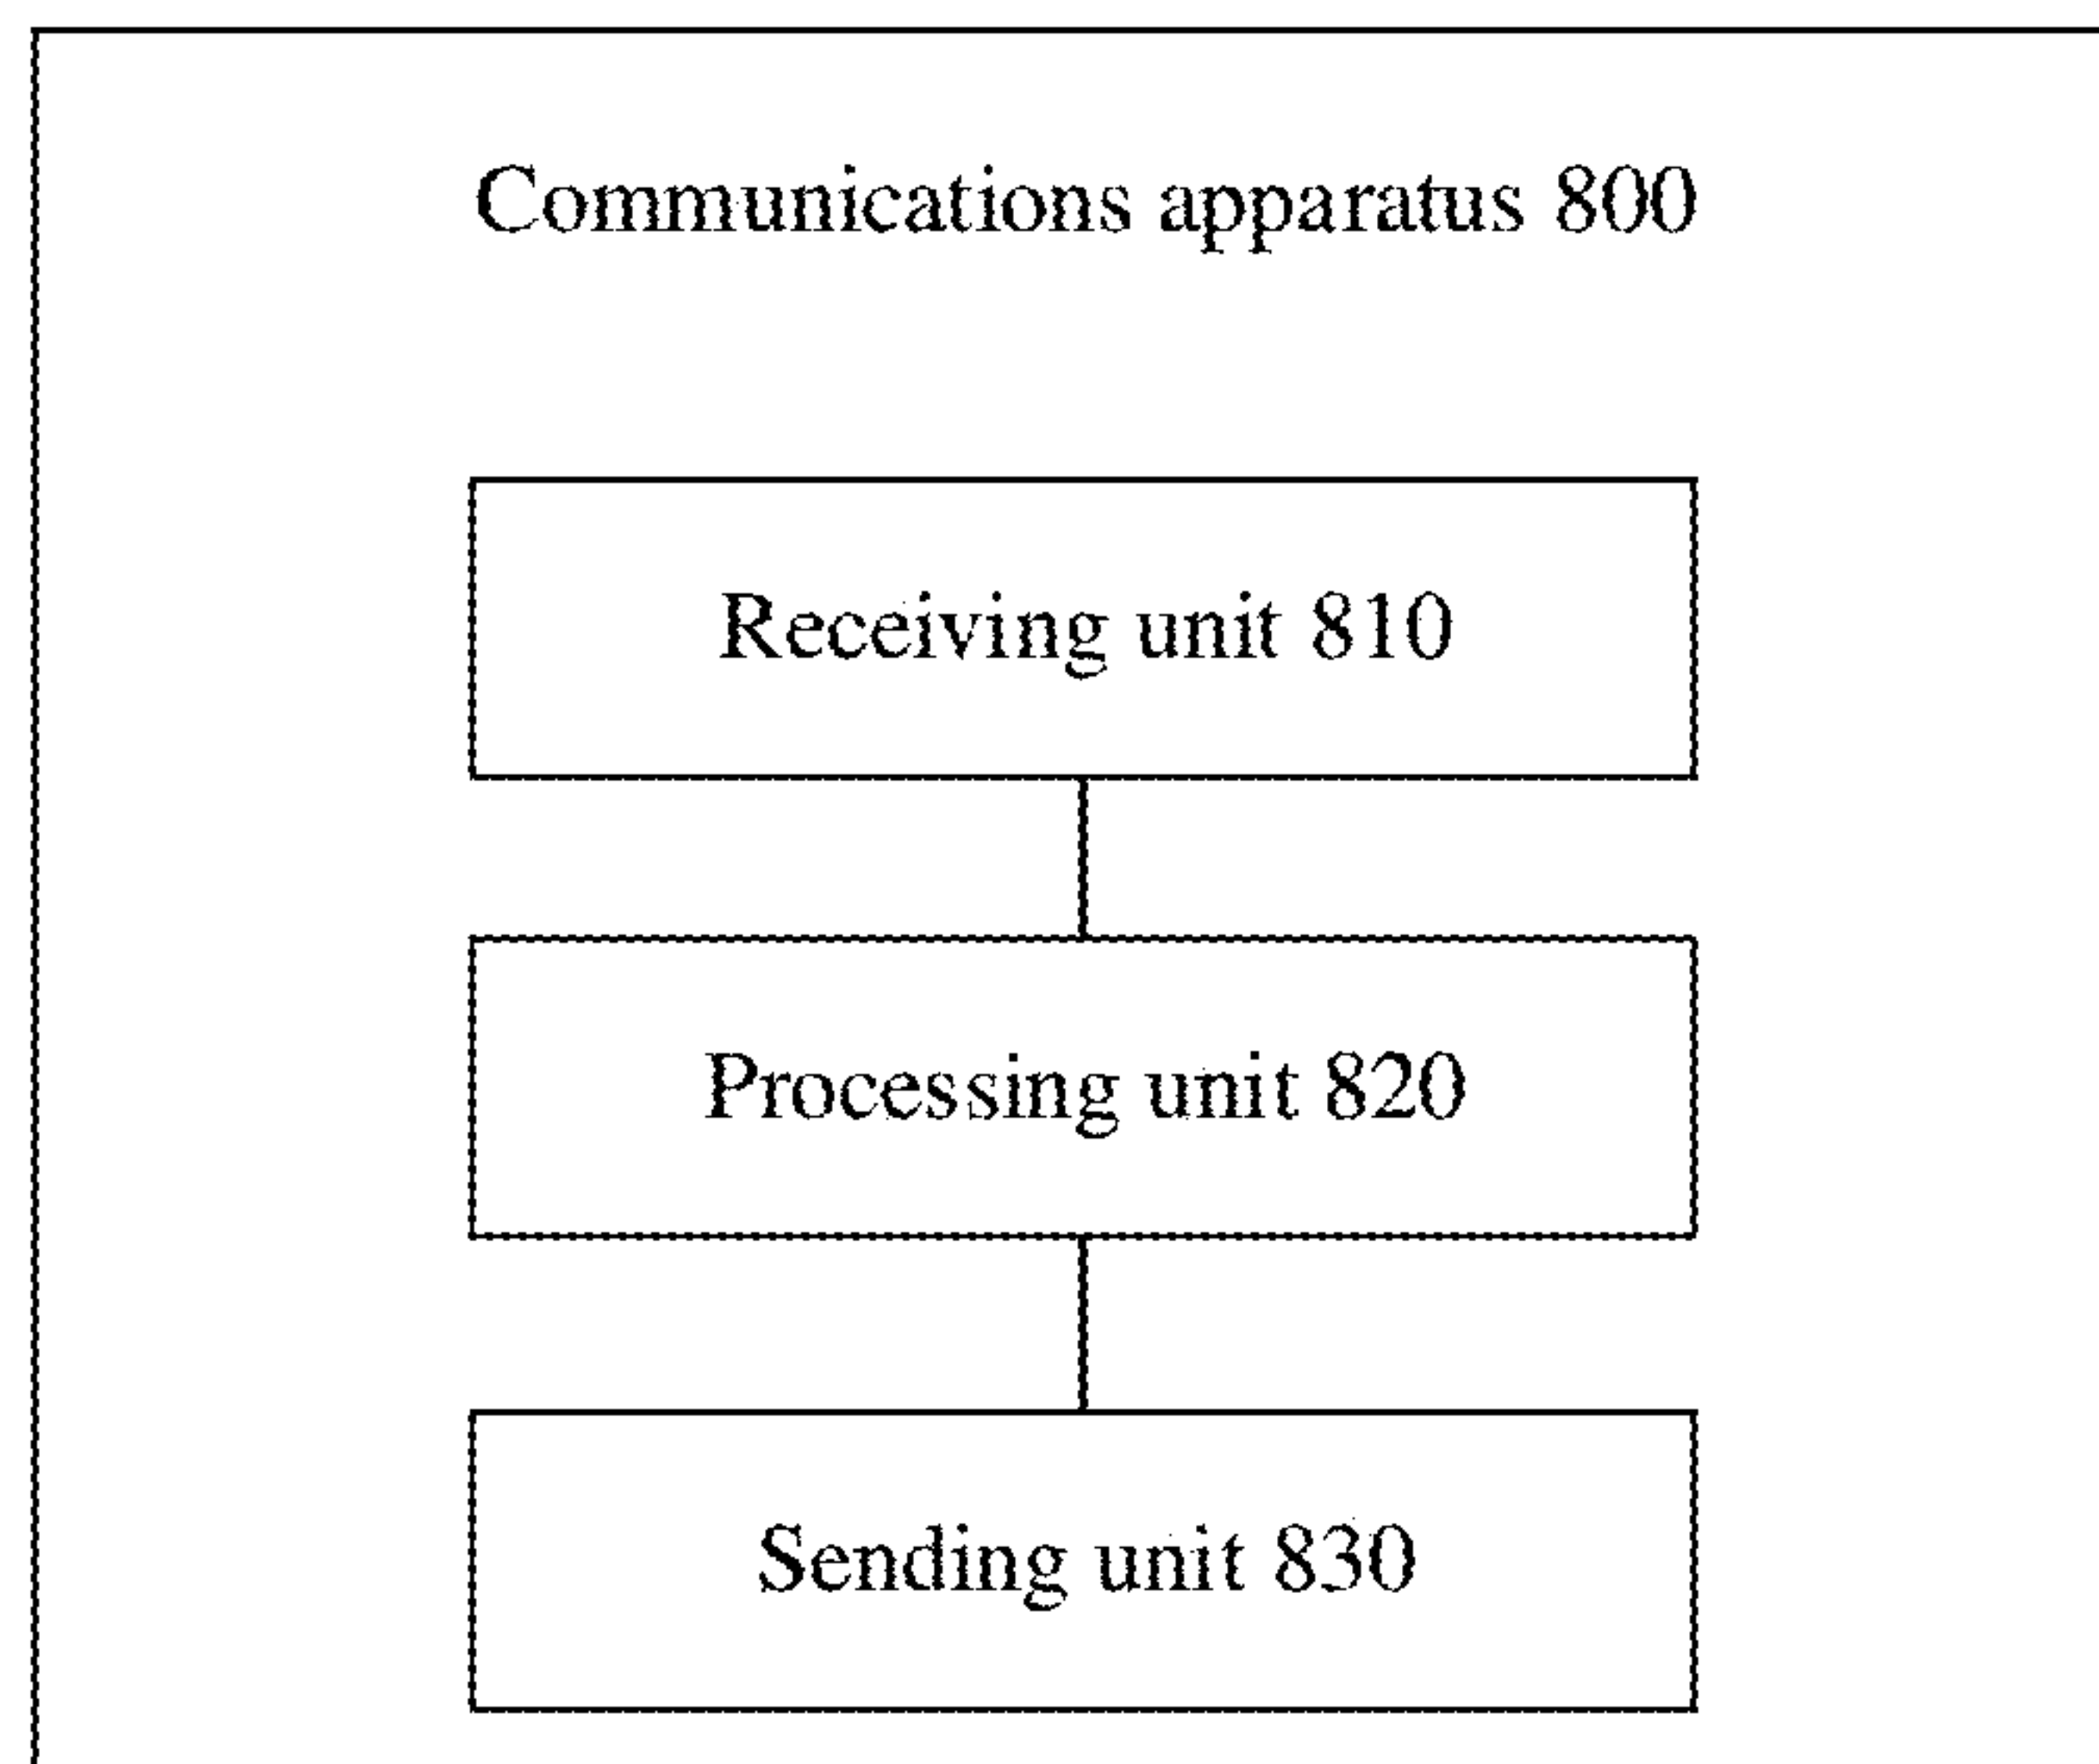 Communications apparatus 800
Receiving unit 810
Processing unit 820
Sending unit 830